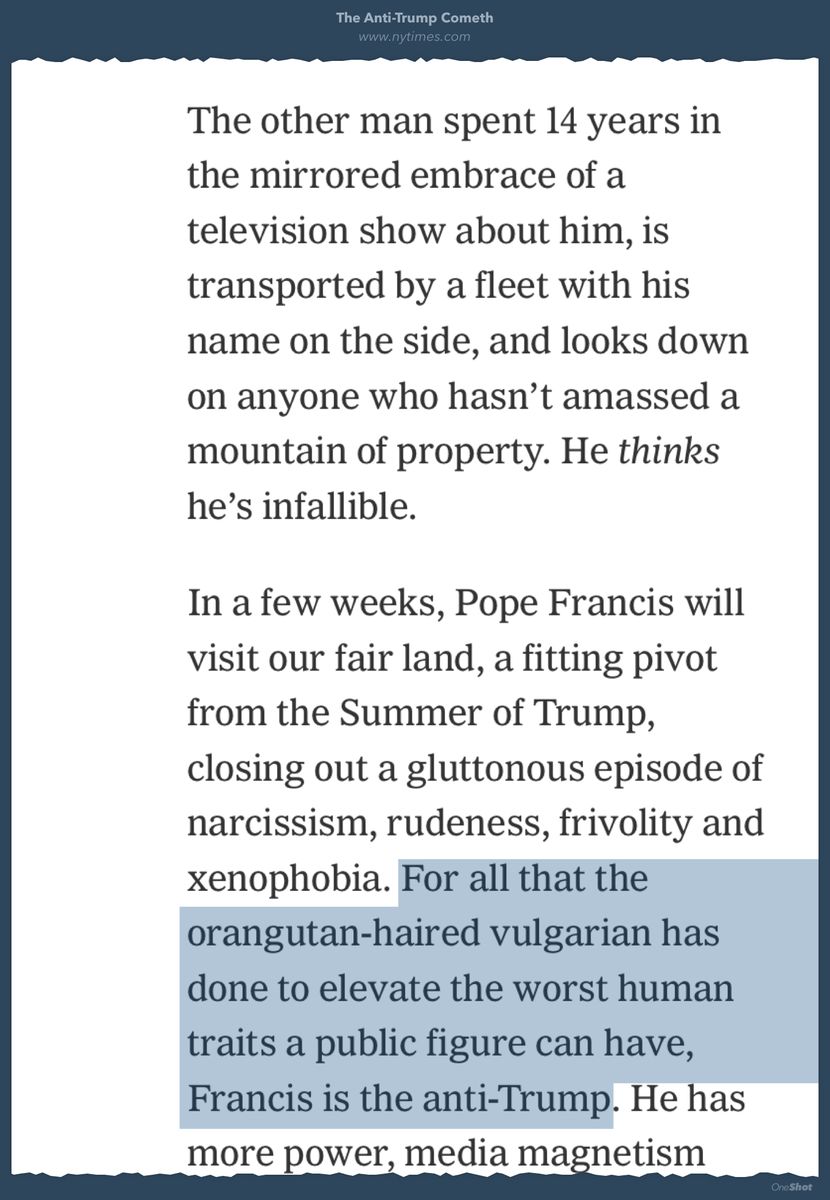 The Anti-Trump Cometh
www.nytimes.com
The other man spent 14 years in
the mirrored embrace of a
television show about him, is
transported by a fleet with his
name on the side, and looks down
on anyone who hasn’t amassed a
mountain of property. He thinks
he’s infallible.
In a few weeks, Pope Francis will
visit our fair land, a fitting pivot
from the Summer of Trump,
closing out a gluttonous episode of
narcissism, rudeness, frivolity and
xenophobia. For all that the
orangutan-haired vulgarian has
done to elevate the worst human
traits a public figure can have,
Francis is the anti-Trump. He has
more power, media magnetism
OneShot